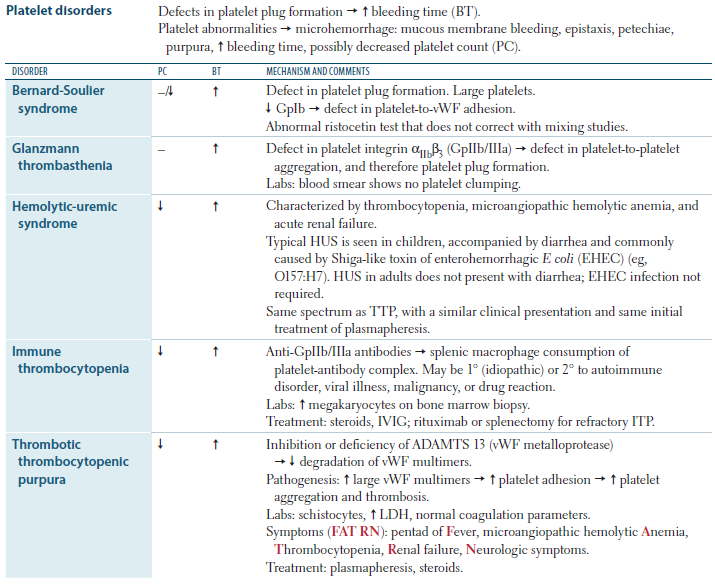 Platelet disorders
Defects in platelet plug formation → ↑ bleeding time (BT).
Platelet abnormalities → microhemorrhage: mucous membrane bleeding, epistaxis, petechiae,
purpura, ↑ bleeding time, possibly decreased platelet count (PC).
DISORDER PC BT MECHANISM AND COMMENTS
Bernard-Soulier
syndrome
–/↓ ↑
Defect in platelet plug formation. Large platelets.
↓ GpIb → defect in platelet-to-vWF adhesion.
Abnormal ristocetin test that does not correct with mixing studies.
Glanzmann
thrombasthenia
– ↑
Defect in platelet integrin αIIbβ3 (GpIIb/IIIa) → defect in platelet-to-platelet
aggregation, and therefore platelet plug formation.
Labs: blood smear shows no platelet clumping.
Hemolytic-uremic
syndrome
↓ ↑
Characterized by thrombocytopenia, microangiopathic hemolytic anemia, and
acute renal failure.
Typical HUS is seen in children, accompanied by diarrhea and commonly
caused by Shiga-like toxin of enterohemorrhagic E coli (EHEC) (eg,
O157:H7). HUS in adults does not present with diarrhea; EHEC infection not
required.
Same spectrum as TTP, with a similar clinical presentation and same initial
treatment of plasmapheresis.
Immune
thrombocytopenia
↓ ↑
Anti-GpIIb/IIIa antibodies → splenic macrophage consumption of
platelet-antibody complex. May be 1° (idiopathic) or 2° to autoimmune
disorder, viral illness, malignancy, or drug reaction.
Labs: ↑ megakaryocytes on bone marrow biopsy.
Treatment: steroids, IVIG; rituximab or splenectomy for refractory ITP.
Thrombotic
thrombocytopenic
purpura
↓ ↑
Inhibition or deficiency of ADAMTS 13 (vWF metalloprotease)
→ ↓ degradation of vWF multimers.
Pathogenesis: ↑ large vWF multimers → ↑ platelet adhesion → ↑ platelet
aggregation and thrombosis.
Labs: schistocytes, ↑ LDH, normal coagulation parameters.
Symptoms (FAT RN): pentad of Fever, microangiopathic hemolytic Anemia,
Thrombocytopenia, Renal failure, Neurologic symptoms.
Treatment: plasmapheresis, steroids.